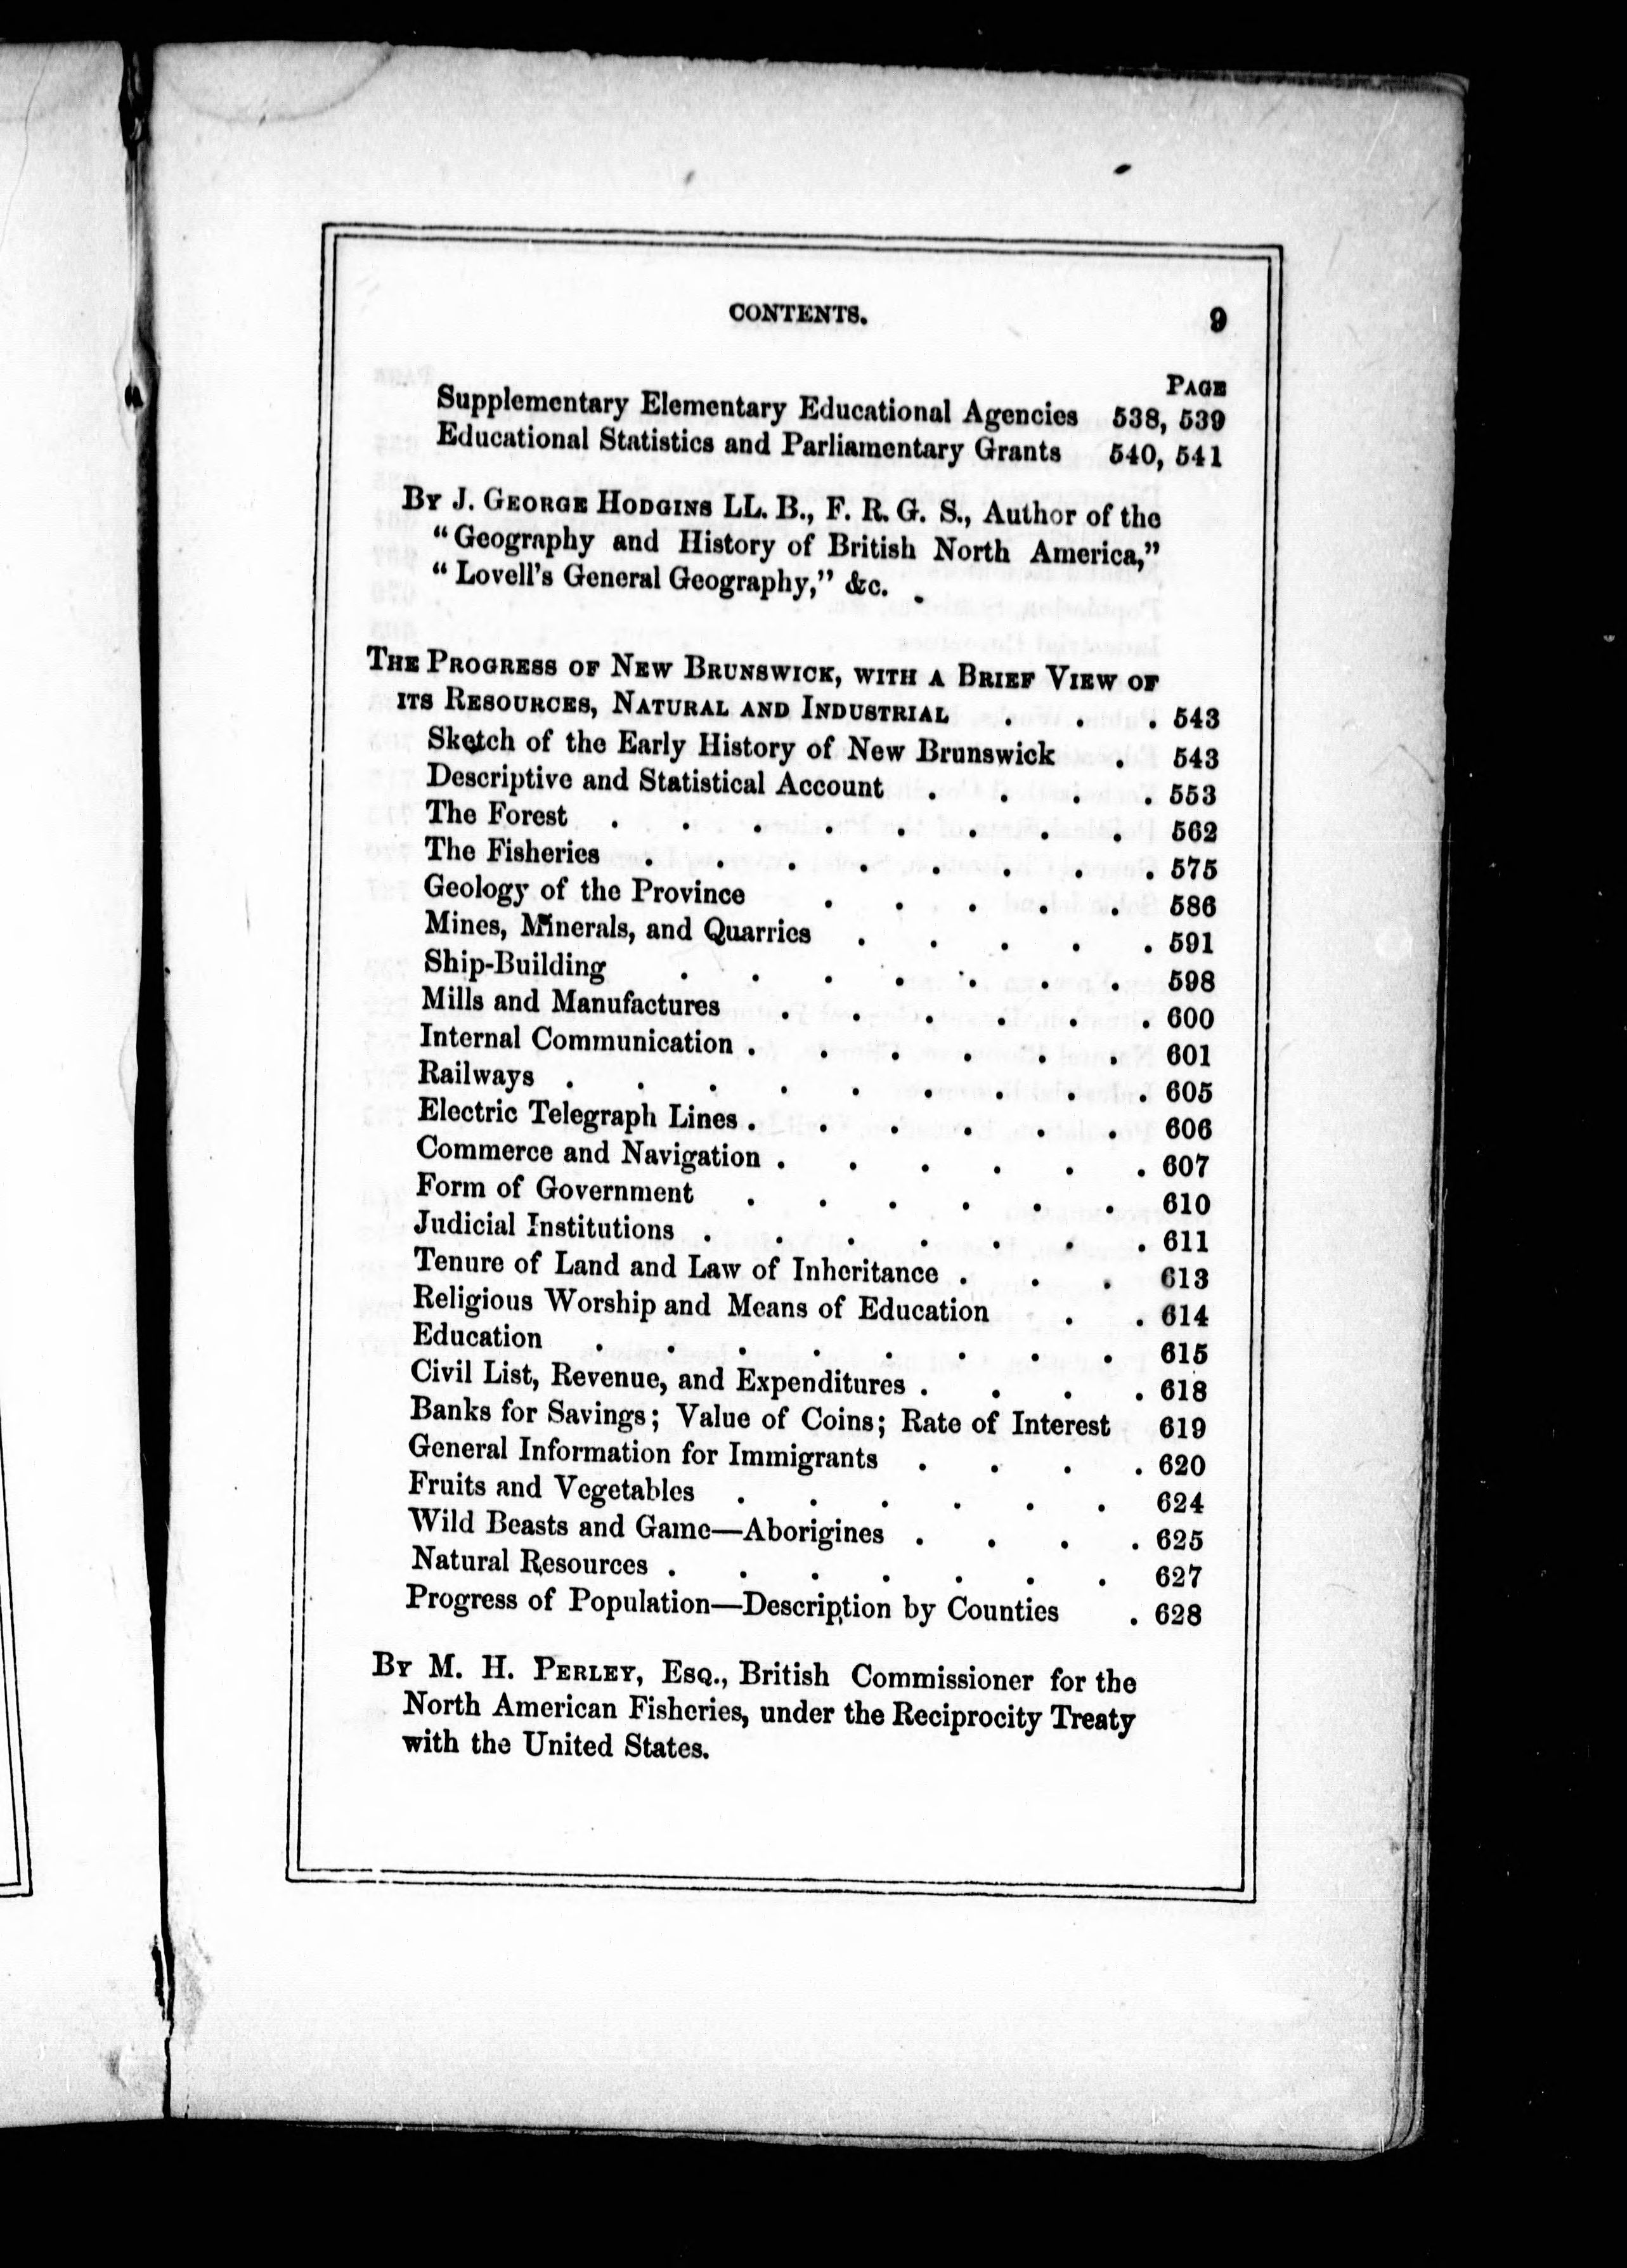 CONTENTS. 9
PAGE
Supplementary Elementary Educational Agencies 538, 539
Educational Statistics and Parliamentary Grants 540, 541
BY J. GEORGE HODGINS LL. B., F. R. G. S., Author of the
"Geography and History of British North America,"
"Lovell's General Geography," &c.
THE PROGRESS OF NEW BRUNSWICK, WITH A BRIEF VIEW OF
ITS RESOURCES, NATURAL AND INDUSTRIAL . . . . 543
Sketch of the Early History of New Brunswick . 543
Descriptive and Statistical Account . . . . 553
The Forest . . . . . . . . 562
The Fisheries . . . . . . . . 575
Geology of the Province . . . . . 586
Mines, Minerals, and Quarries . . . . . 591
Ship-Building . . . . . . . 598
Mills and Manufactures . . . . . . 600
Internal Communication . . . . . . 601
Railways . . . . . . . . . 605
Electric Telegraph Lines . . . . . . 606
Commerce and Navigation . . . . . . 607
Form of Government . . . . . . 610
Judicial Institutions . . . . . . . 611
Tenure of Land and Law of Inheritance . . . 613
Religious Worship and Means of Education . . 614
Education . . . . . . . . 615
Civil List, Revenue, and Expenditures . . . . 618
Banks for Savings; Value of Coins; Rate of Interest 619
General Information for Immigrants . . . . 620
Fruits and Vegetables . . . . . . 624
Wild Beasts and Game—Aborigines . . . . 625
Natural Resources . . . . . . . 627
Progress of Population—Description by Counties . 628
BY M. H. PERLEY, ESQ., British Commissioner for the
North American Fisheries, under the Reciprocity Treaty
with the United States.